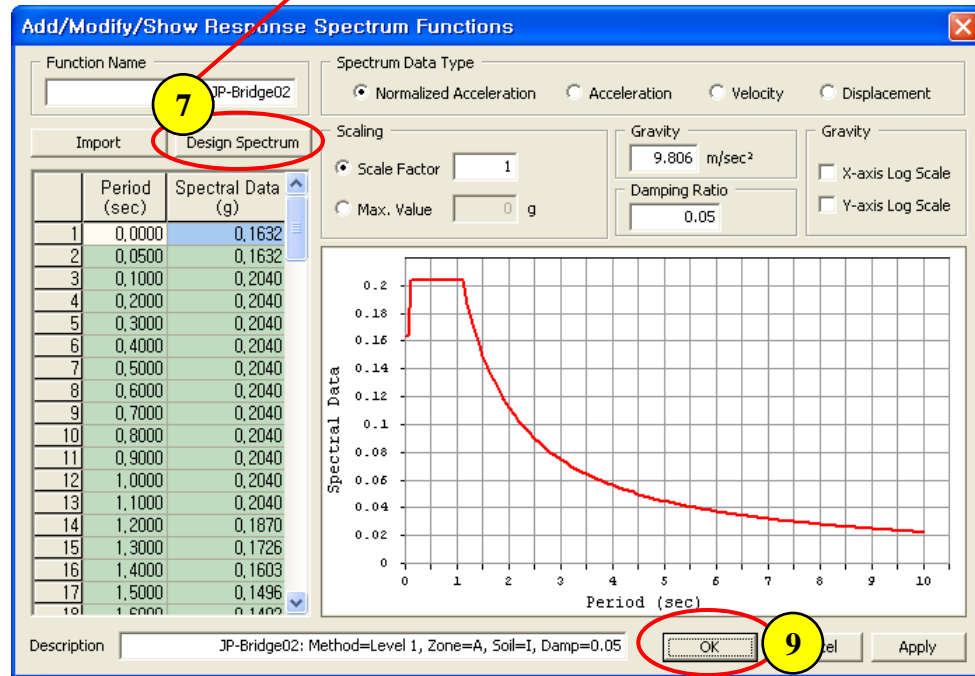 Add/Modify/Show Response Spectrum Functions
Function Name
JP-Bridge02
Spectrum Data Type
Normalized Acceleration Acceleration Velocity Displacement
7
Import Design Spectrum
Scaling
Scale Factor 1
Max. Value 0 g
Gravity
9.806 m/sec²
Damping Ratio
0.05
Gravity
X-axis Log Scale
Y-axis Log Scale
Period (sec) Spectral Data (g)
1 0,0000 0,1632
2 0,0500 0,1632
3 0,1000 0,2040
4 0,2000 0,2040
5 0,3000 0,2040
6 0,4000 0,2040
7 0,5000 0,2040
8 0,6000 0,2040
9 0,7000 0,2040
10 0,8000 0,2040
11 0,9000 0,2040
12 1,0000 0,2040
13 1,1000 0,2040
14 1,2000 0,1870
15 1,3000 0,1726
16 1,4000 0,1603
17 1,5000 0,1496
Spectral Data
0.2
0.18
0.16
0.14
0.12
0.1
0.08
0.06
0.04
0.02
0
0 1 2 3 4 5 6 7 8 9 10
Period (sec)
Description JP-Bridge02: Method=Level 1, Zone=A, Soil=I, Damp=0.05
OK 9 el Apply